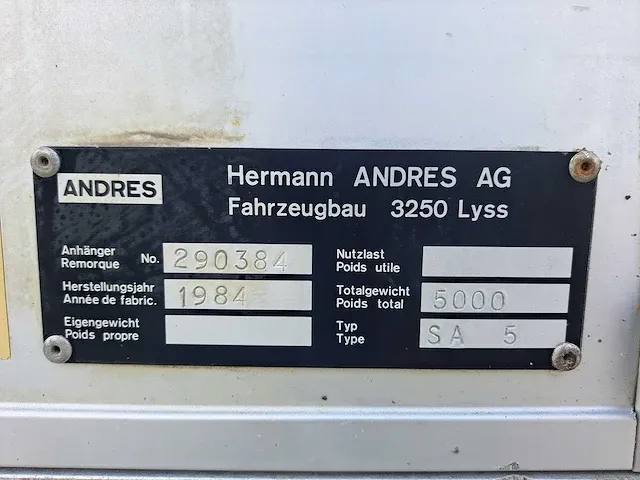 ANDRES
Hermann ANDRES AG
Fahrzeugbau 3250 Lyss
Anhänger
Remorque No. 290384
Herstellungsjahr
Année de fabric. 1984
Eigengewicht
Poids propre
Nutzlast
Poids utile
Totalgewicht
Poids total 5000
Typ
Type SA 5